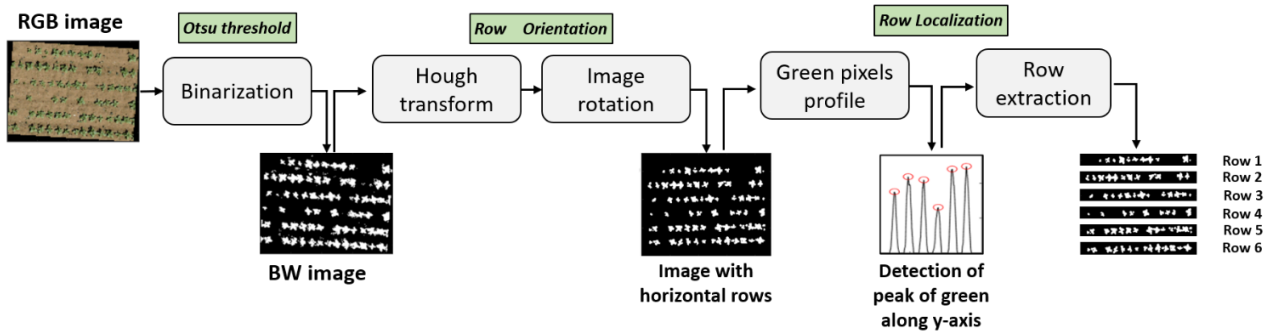 RGB image
Otsu threshold
Binarization
BW image
Row Orientation
Hough
transform
Image
rotation
Image with
horizontal rows
Row Localization
Green pixels
profile
Detection of
peak of green
along y-axis
Row
extraction
Row 1
Row 2
Row 3
Row 4
Row 5
Row 6